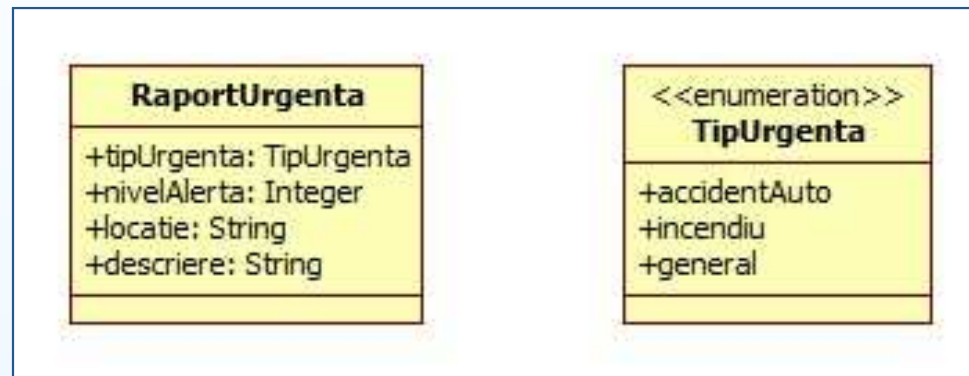 RaportUrgenta
+tipUrgenta: TipUrgenta
+nivelAlerta: Integer
+locatie: String
+descriere: String
<<enumeration>>
TipUrgenta
+accidentAuto
+incendiu
+general